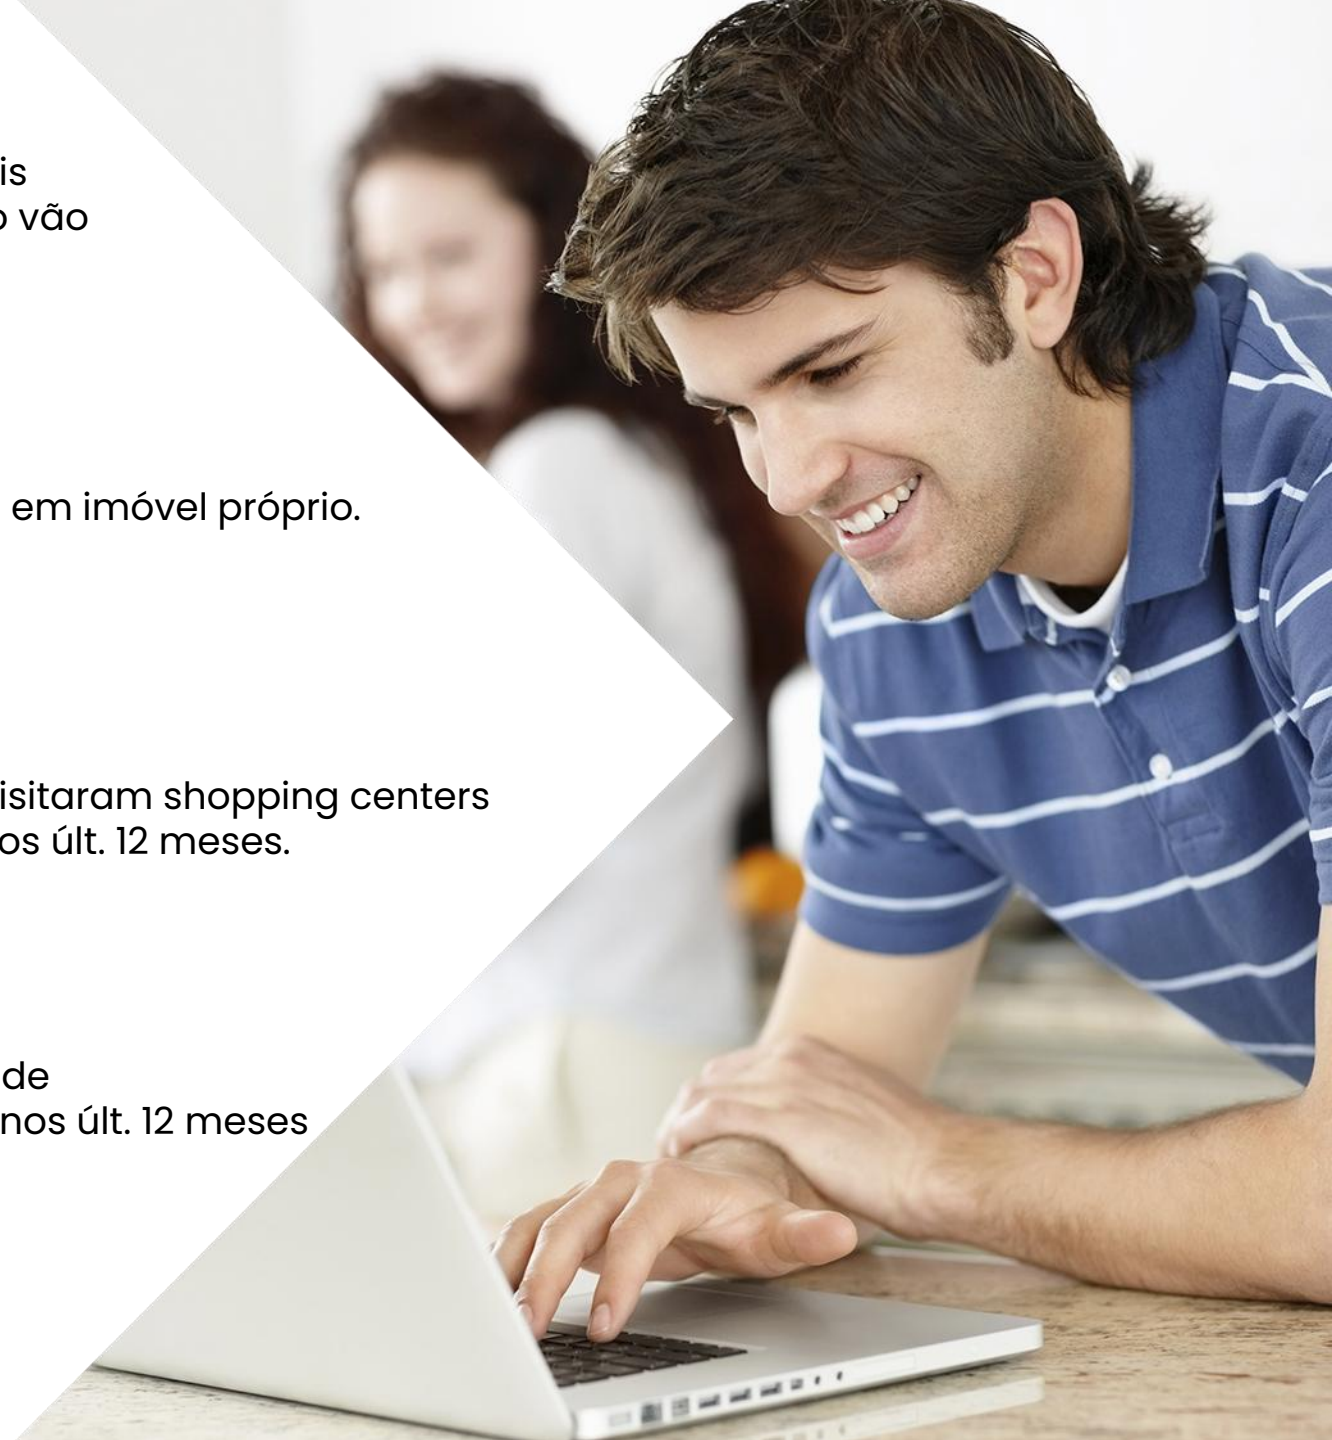 is
o vão
em imóvel próprio.
isitaram shopping centers
os últ. 12 meses.
de
nos últ. 12 meses